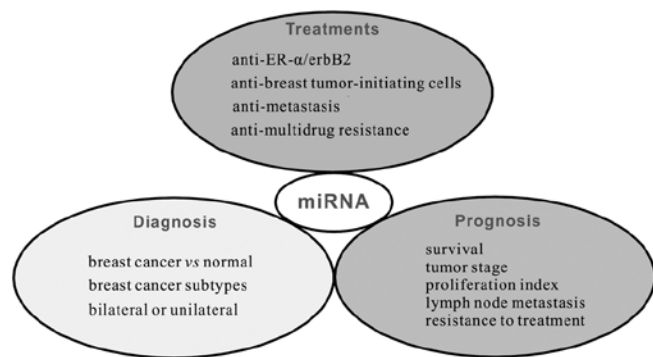 Treatments
anti-ER-α/erbB2
anti-breast tumor-initiating cells
anti-metastasis
anti-multidrug resistance
miRNA
Diagnosis
breast cancer vs normal
breast cancer subtypes
bilateral or unilateral
Prognosis
survival
tumor stage
proliferation index
lymph node metastasis
resistance to treatment